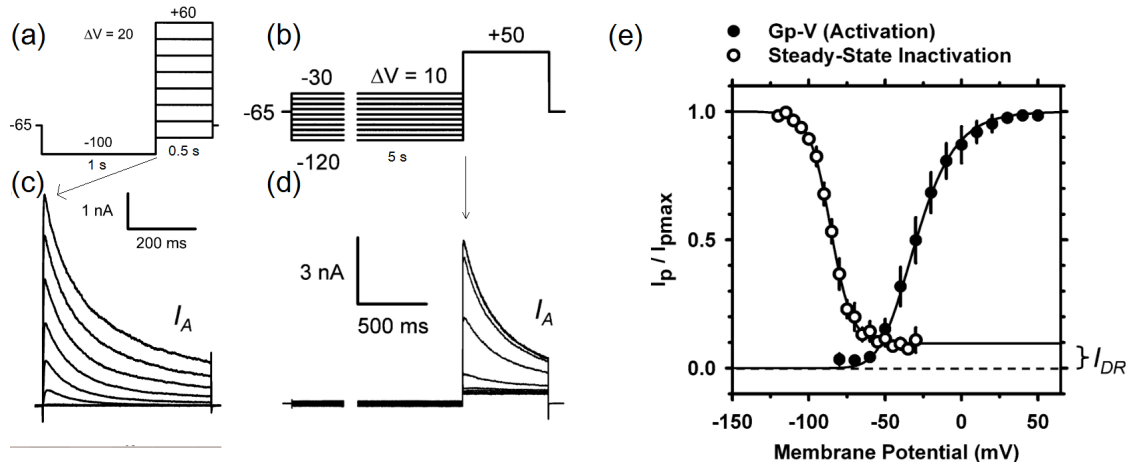 (a)
+60
ΔV = 20
-65
-100
1 s
0.5 s
(b)
+50
-30
ΔV = 10
-65
-120
5 s
(c)
1 nA
200 ms
I_A
(d)
3 nA
500 ms
I_A
(e)
Gp-V (Activation)
Steady-State Inactivation
I_p / I_pmax
1.0
0.5
0.0
} I_DR
-150 -100 -50 0 50
Membrane Potential (mV)